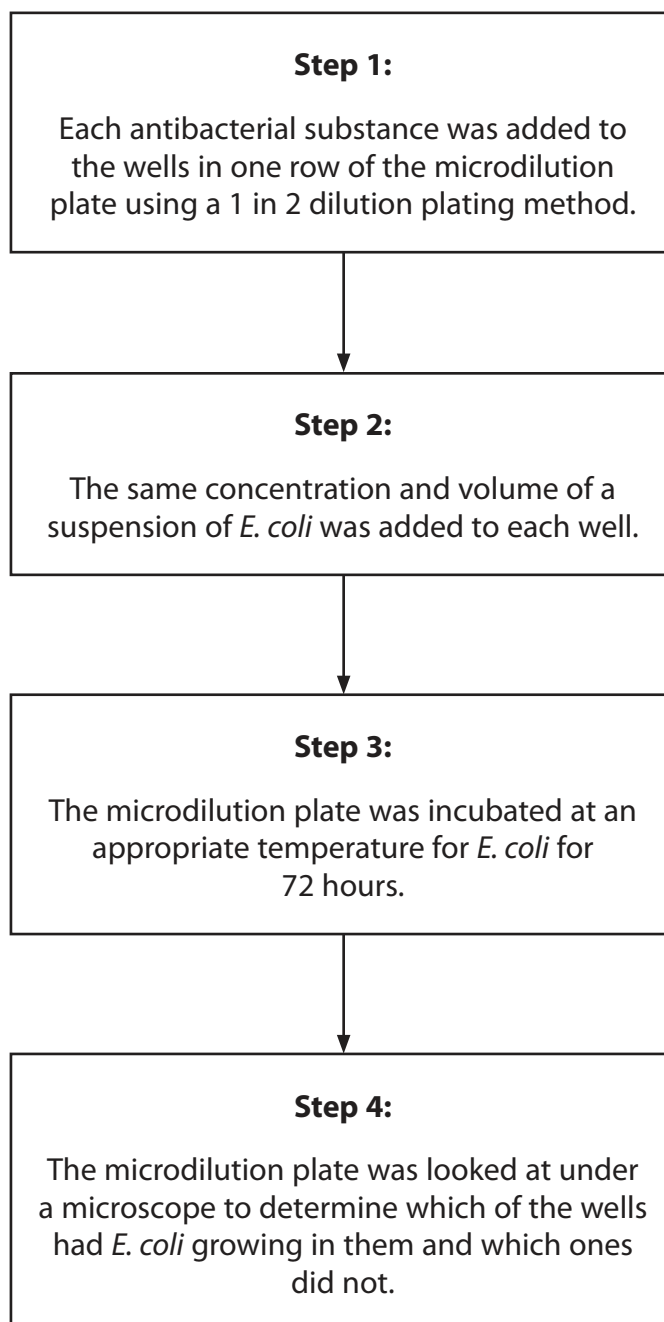 Step 1:
Each antibacterial substance was added to
the wells in one row of the microdilution
plate using a 1 in 2 dilution plating method.
Step 2:
The same concentration and volume of a
suspension of E. coli was added to each well.
Step 3:
The microdilution plate was incubated at an
appropriate temperature for E. coli for
72 hours.
Step 4:
The microdilution plate was looked at under
a microscope to determine which of the wells
had E. coli growing in them and which ones
did not.